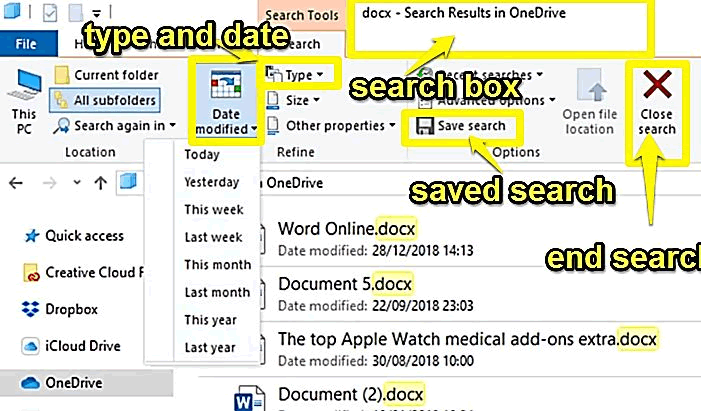 Search Tools
docx - Search Results in OneDrive
File
type and date
Search
Current folder
All subfolders
Search again in
This
PC
Location
Date
modified
Type
Size
Other properties
Refine
search box
Recent searches
Advanced options
Save search
Options
Open file
location
Close
search
Today
Yesterday
This week
Last week
This month
Last month
This year
Last year
OneDrive
saved search
end search
Quick access
Creative Cloud F
Dropbox
iCloud Drive
OneDrive
Word Online.docx
Date modified: 28/12/2018 14:13
Document 5.docx
Date modified: 22/09/2018 23:03
The top Apple Watch medical add-ons extra.docx
Date modified: 30/08/2018 10:00
Document (2).docx